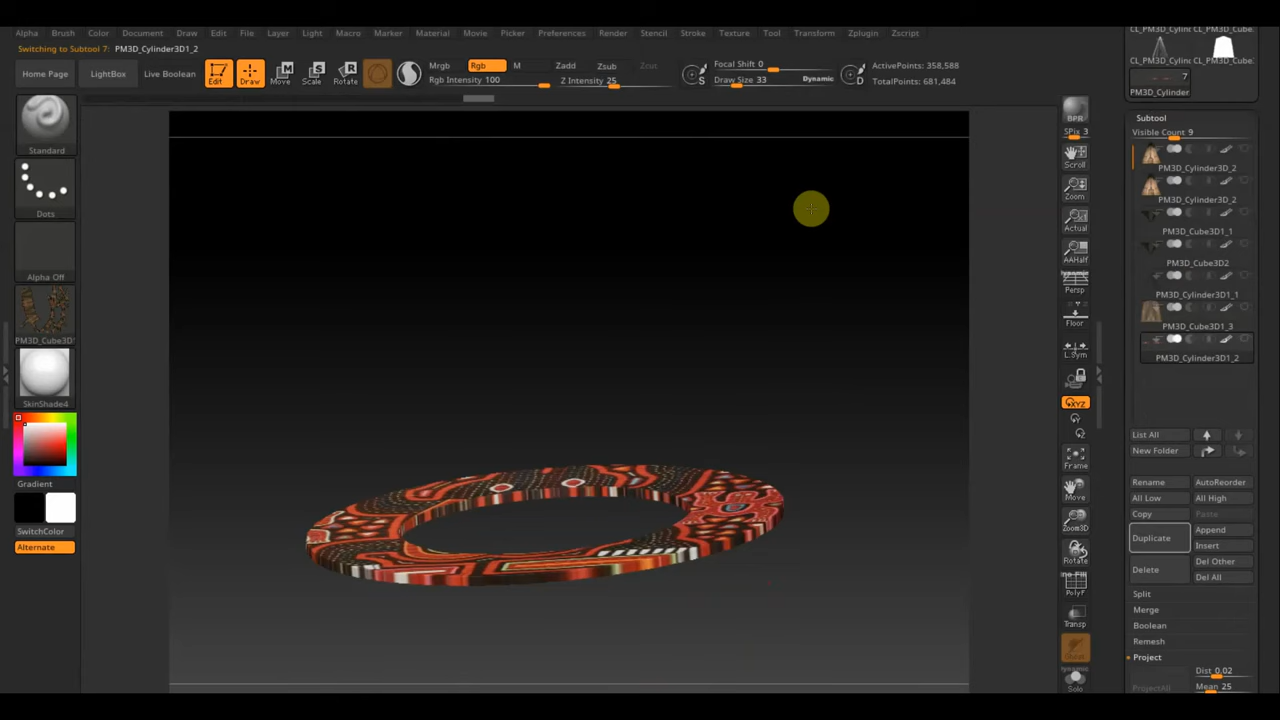 Alpha Brush Color Document Draw Edit File Layer Light Macro Marker Material Movie Picker Preferences Render Stencil Stroke Texture Tool Transform Zplugin Zscript
Switching to Subtool 7: PM3D_Cylinder3D1_2
Home Page LightBox Live Boolean Edit Draw Move Scale Rotate
Mrgb Rgb M Zadd Zsub
Rgb Intensity 100 Z Intensity 25
S Focal Shift 0
Draw Size 33 Dynamic
D ActivePoints: 358,588
TotalPoints: 681,484
Standard
Dots
Alpha Off
PM3D_Cube3D
SkinShade4
Gradient
SwitchColor
Alternate
BPR
SPix 3
Scroll
Zoom
Actual
AAHalf
dynamic
Persp
Floor
L.Sym
XYZ
Frame
Move
Zoom3D
Rotate
PolyF
Transp
dynamic
Solo
PM3D_Cylinder
7
Subtool
Visible Count 9
PM3D_Cylinder3D_2
PM3D_Cylinder3D_2
PM3D_Cube3D1_1
PM3D_Cube3D2
PM3D_Cylinder3D1_1
PM3D_Cube3D1_3
PM3D_Cylinder3D1_2
List All
New Folder
Rename AutoReorder
All Low All High
Copy Paste
Duplicate Append
Insert
Delete Del Other
Del All
Split
Merge
Boolean
Remesh
Project
ProjectAll Dist 0.02
Mean 25